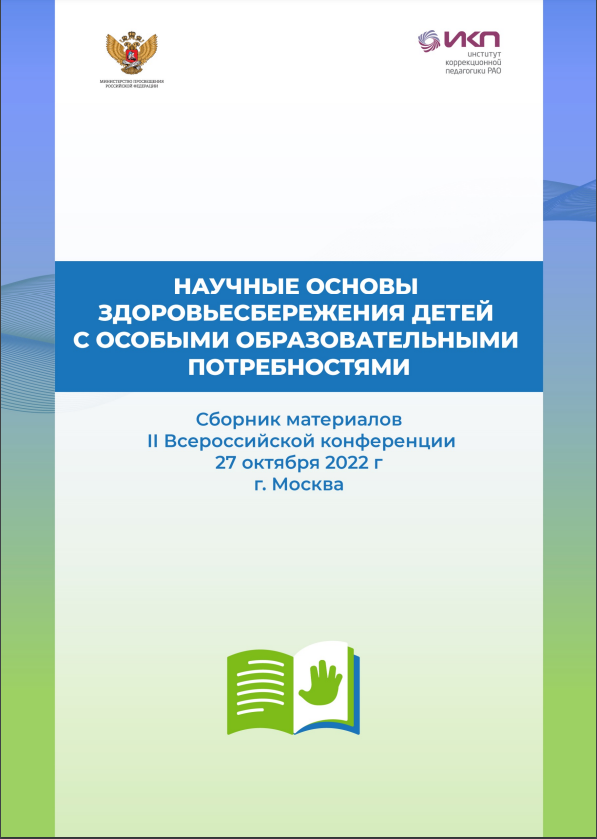 МИНИСТЕРСТВО ПРОСВЕЩЕНИЯ
РОССИЙСКОЙ ФЕДЕРАЦИИ
ИКП
институт
коррекционной
педагогики РАО
НАУЧНЫЕ ОСНОВЫ
ЗДОРОВЬЕСБЕРЕЖЕНИЯ ДЕТЕЙ
С ОСОБЫМИ ОБРАЗОВАТЕЛЬНЫМИ
ПОТРЕБНОСТЯМИ
Сборник материалов
II Всероссийской конференции
27 октября 2022 г
г. Москва